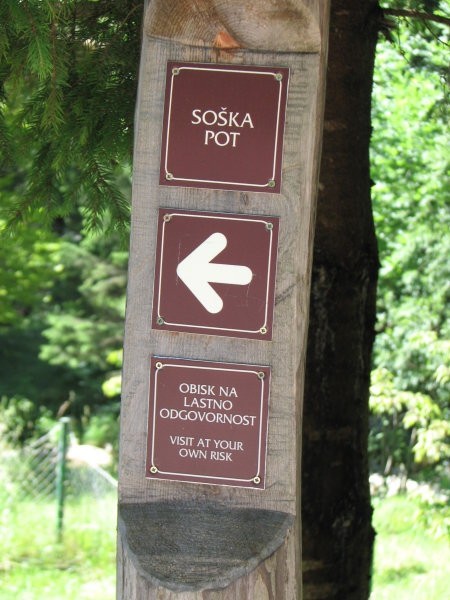 SOŠKA
POT
OBISK NA
LASTNO
ODGOVORNOST
VISIT AT YOUR
OWN RISK